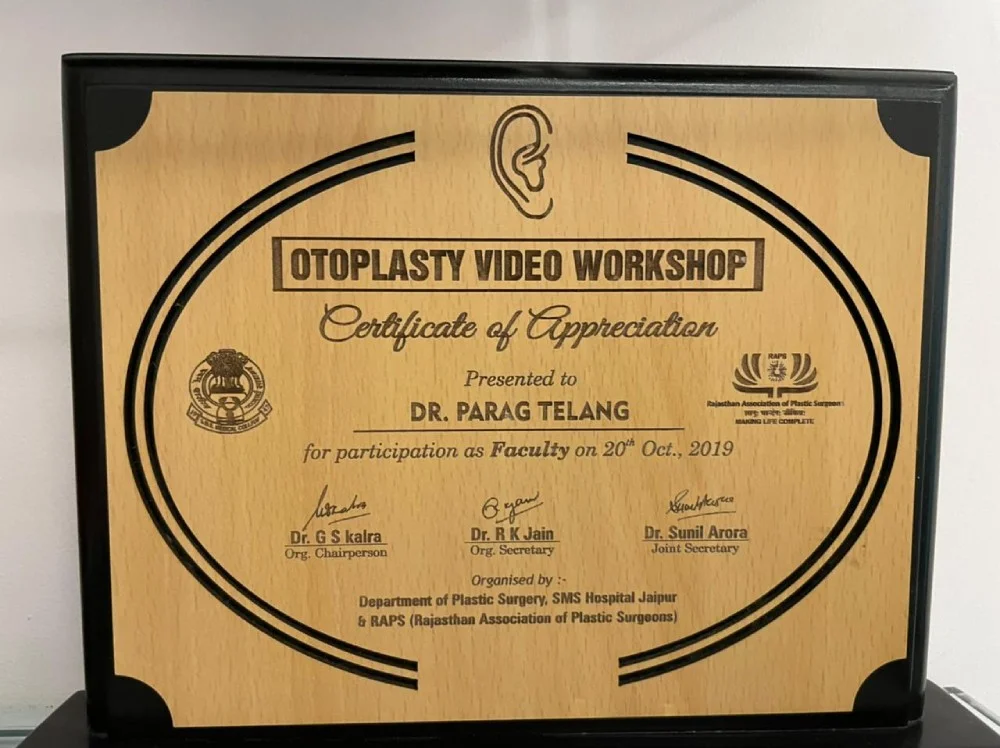 OTOPLASTY VIDEO WORKSHOP
Certificate of Appreciation
Presented to
DR. PARAG TELANG
for participation as Faculty on 20th Oct., 2019
RAPS
Rajasthan Association of Plastic Surgeons
MAKING LIFE COMPLETE
MEDICAL COLLEGE
Dr. G S kalra
Org. Chairperson
Dr. R K Jain
Org. Secretary
Dr. Sunil Arora
Joint Secretary
Organised by :-
Department of Plastic Surgery, SMS Hospital Jaipur
& RAPS (Rajasthan Association of Plastic Surgeons)